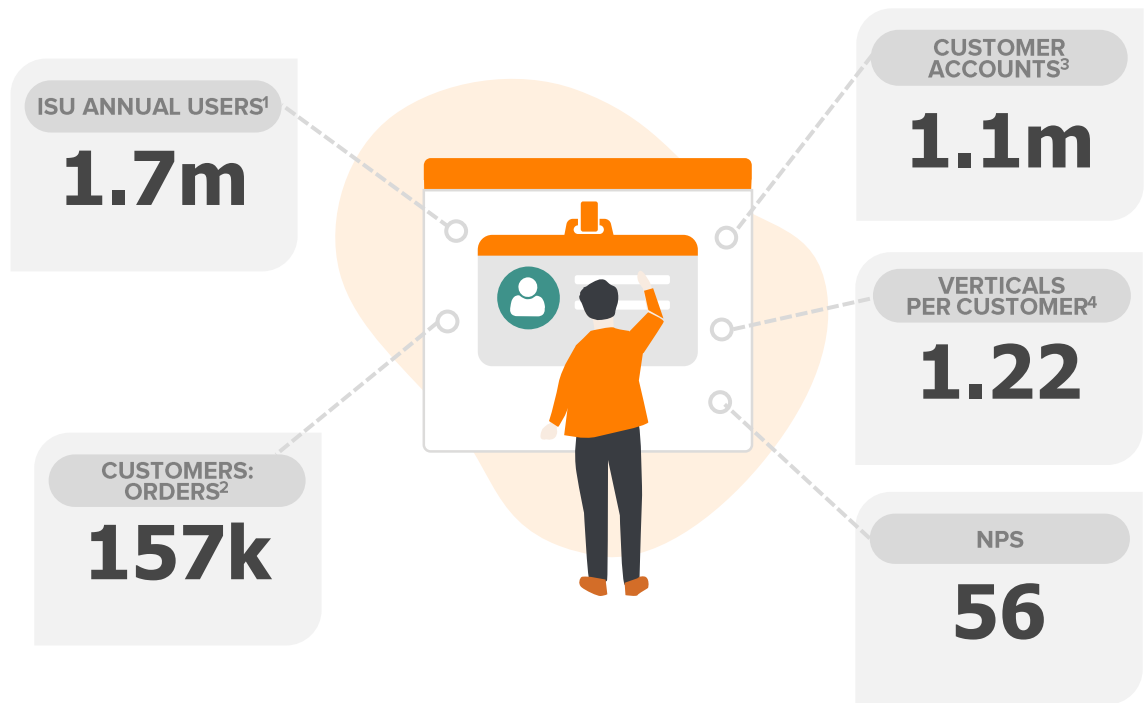 ISU ANNUAL USERS¹
1.7m
CUSTOMERS:
ORDERS²
157k
CUSTOMER
ACCOUNTS³
1.1m
VERTICALS
PER CUSTOMER⁴
1.22
NPS
56